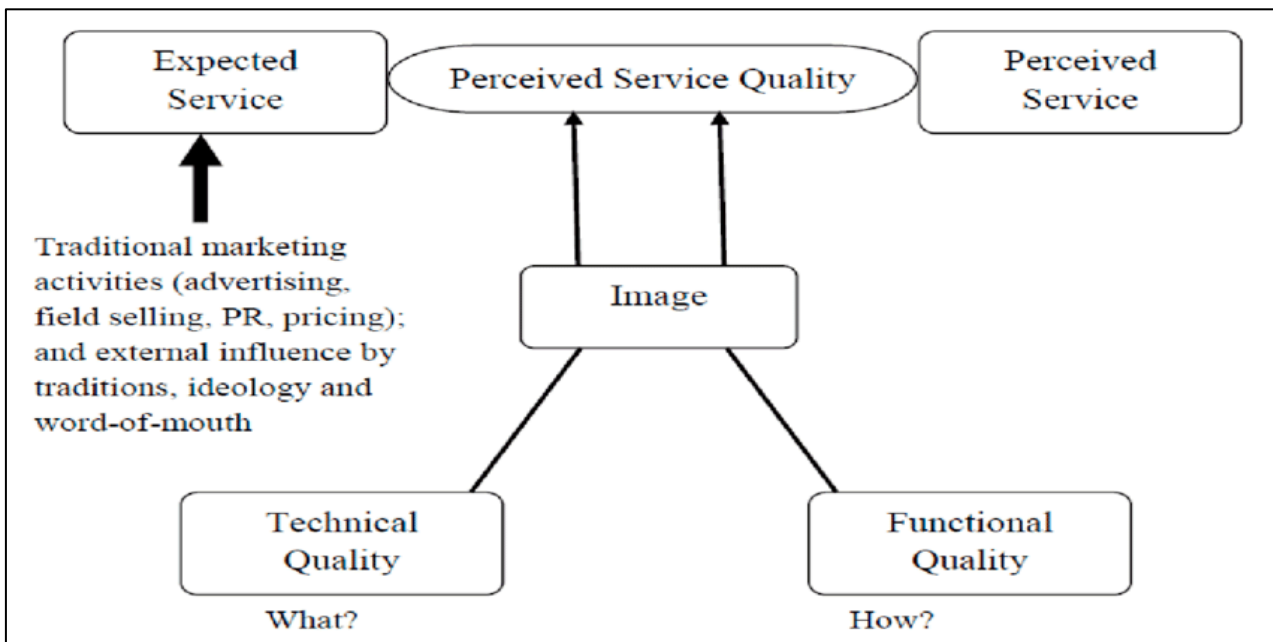 Expected
Service
Perceived Service Quality
Perceived
Service
Traditional marketing
activities (advertising,
field selling, PR, pricing);
and external influence by
traditions, ideology and
word-of-mouth
Image
Technical
Quality
Functional
Quality
What?
How?